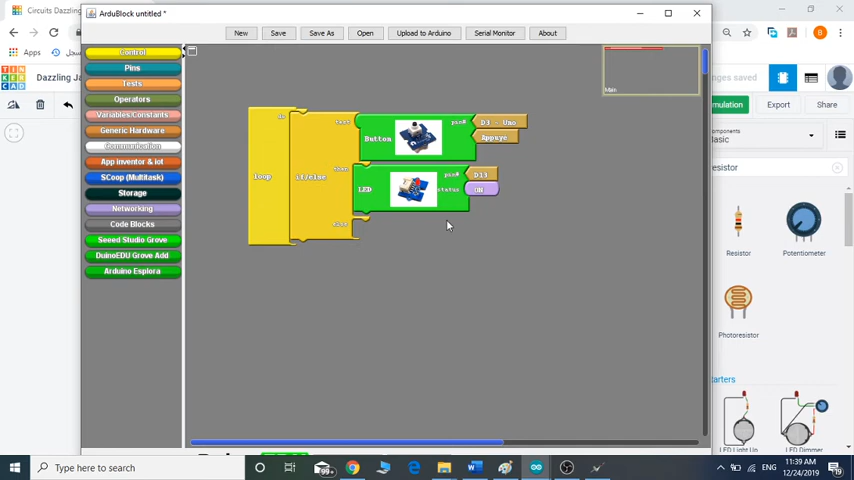 Circuits Dazzling
Apps
Dazzling Ja
ArduBlock untitled *
New
Save
Save As
Open
Upload to Arduino
Serial Monitor
About
Control
Pins
Tests
Operators
Variables/Constants
Generic Hardware
Communication
App inventor & iot
SCoop (Multitask)
Storage
Networking
Code Blocks
Seeed Studio Grove
DuinoEDU Grove Add
Arduino Esplora
Main
do
loop
test
if/else
then
else
Button
pin#
D3 - Uno
Appuye
LED
pin#
D13
status
ges saved
mulation
Export
Share
omponents
asic
esistor
Resistor
Potentiometer
Photoresistor
tarters
Light Up
Dimmer
Type here to search
99+
ENG
11:39 AM
12/24/2019
19